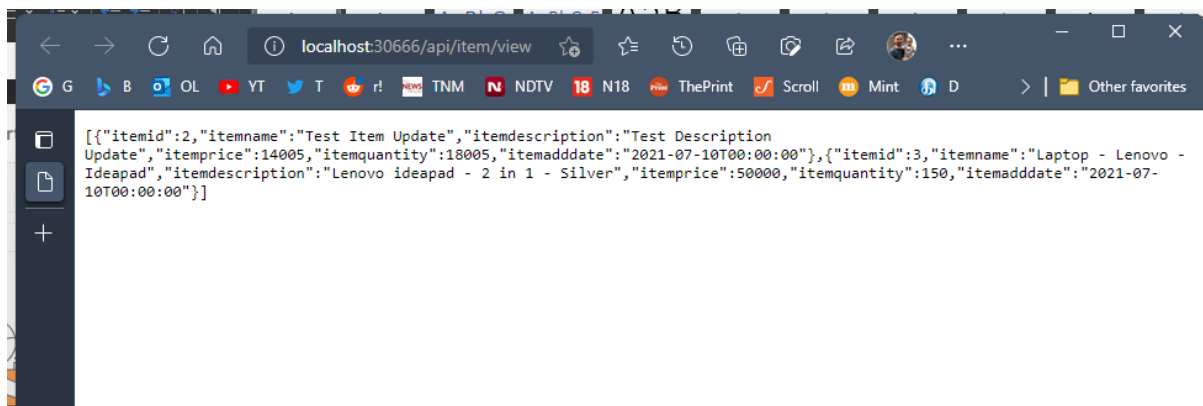 localhost:30666/api/item/view
G B OL YT T r! NEWS TNM N NDTV 18 N18 ThePrint Scroll m Mint D Other favorites
[{"itemid":2,"itemname":"Test Item Update","itemdescription":"Test Description
Update","itemprice":14005,"itemquantity":18005,"itemadddate":"2021-07-10T00:00:00"},{"itemid":3,"itemname":"Laptop - Lenovo -
Ideapad","itemdescription":"Lenovo ideapad - 2 in 1 - Silver","itemprice":50000,"itemquantity":150,"itemadddate":"2021-07-
10T00:00:00"}]